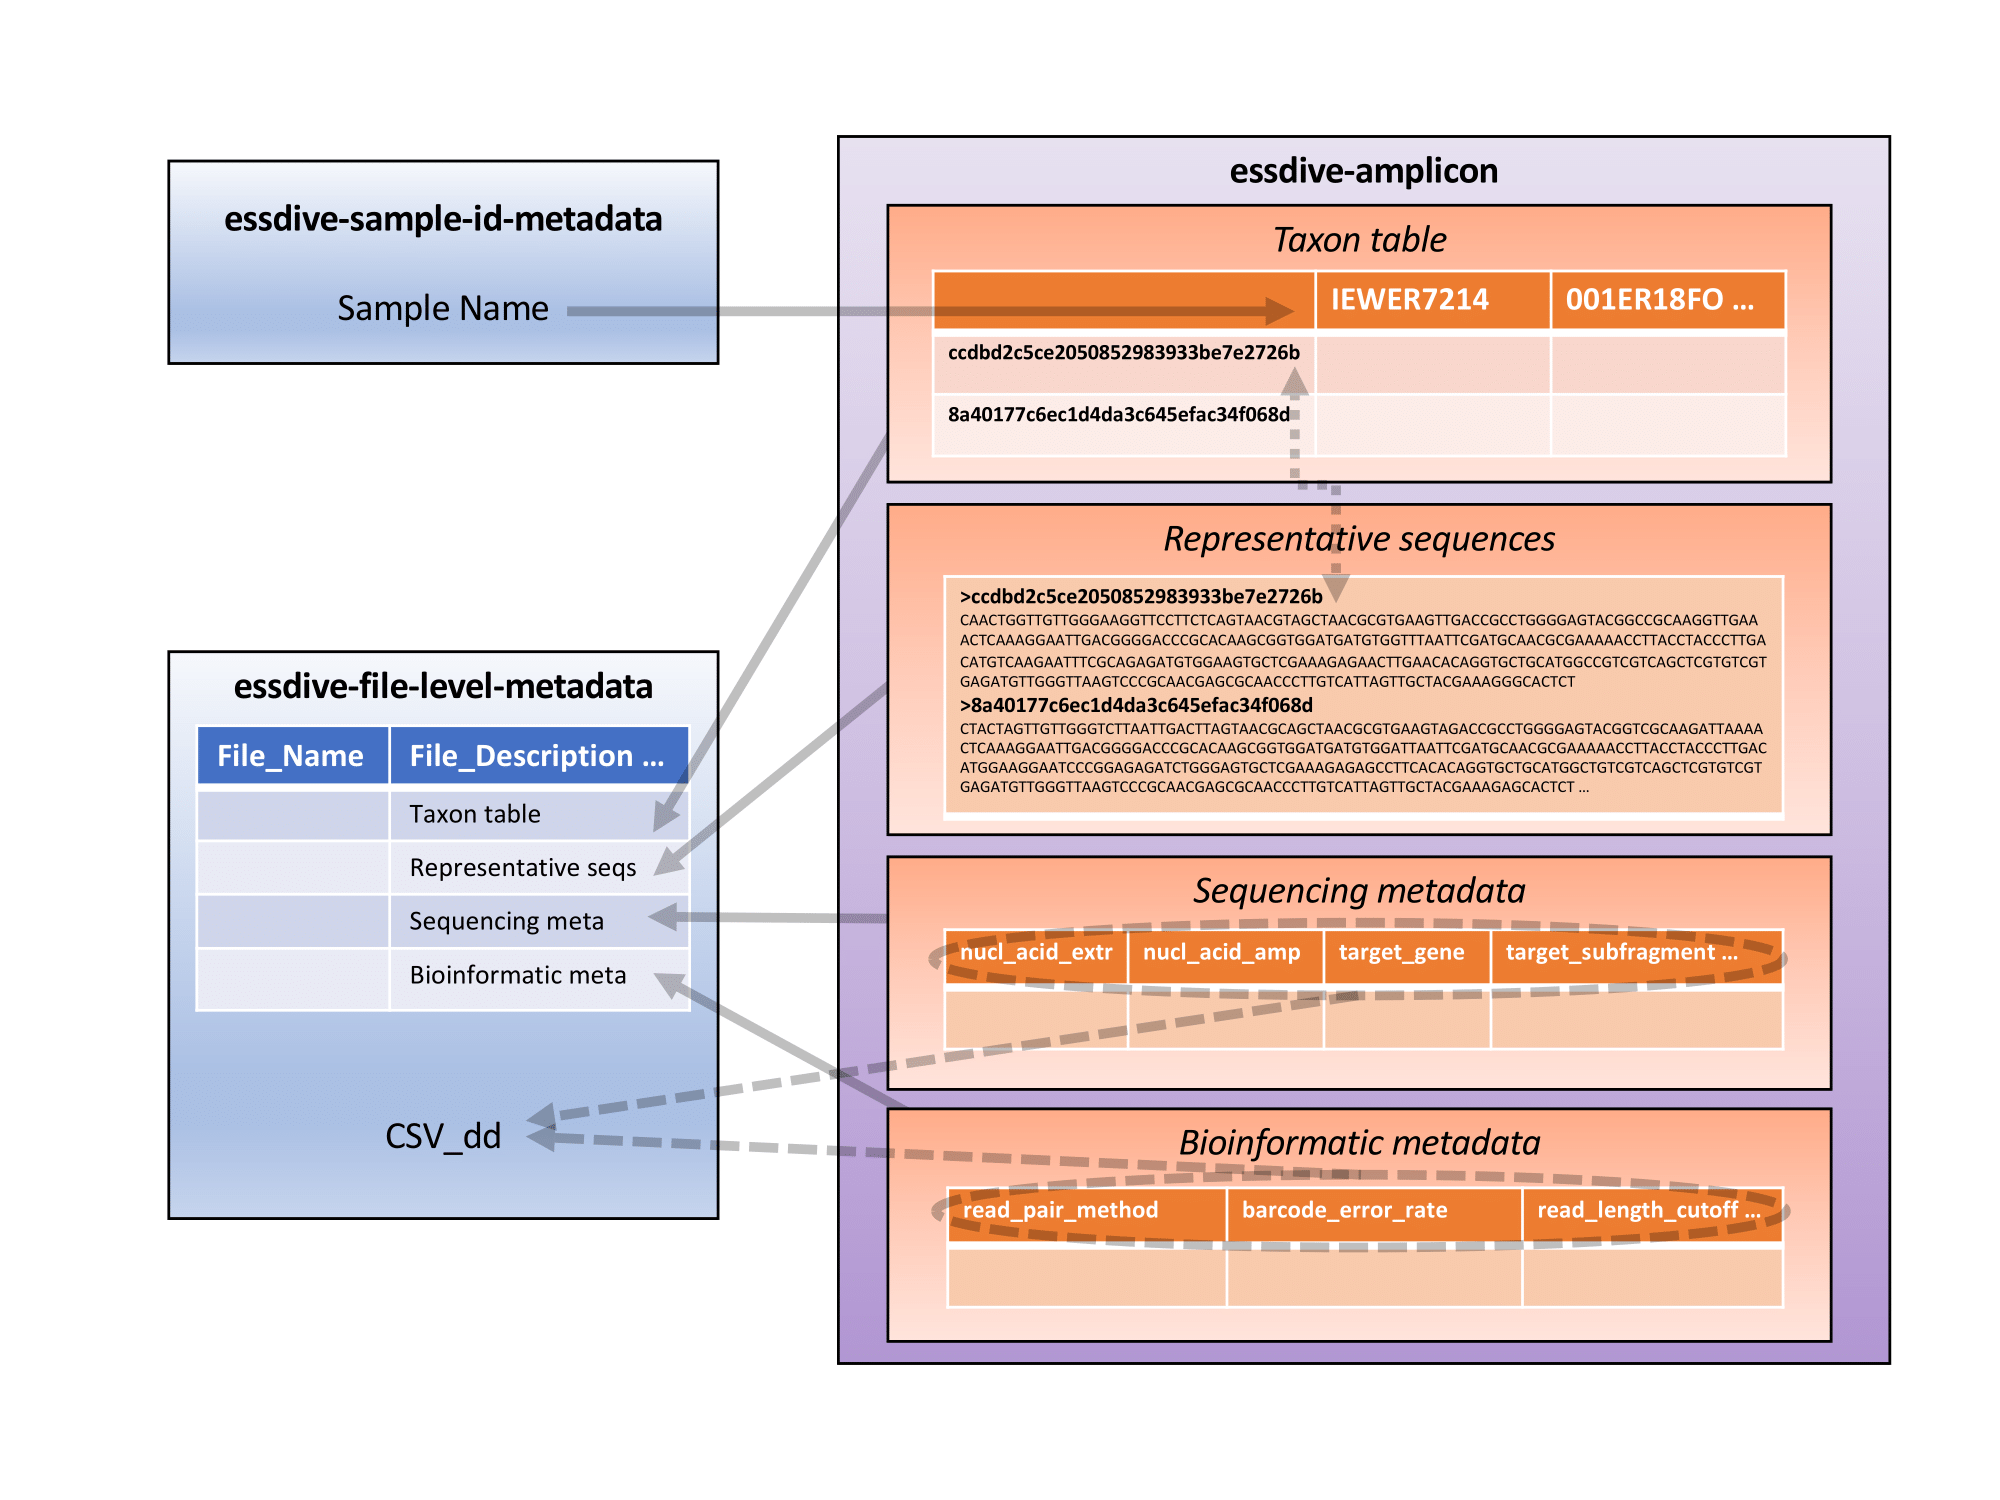 essdive-sample-id-metadata
Sample Name
essdive-file-level-metadata
File_Name File_Description ...
Taxon table
Representative seqs
Sequencing meta
Bioinformatic meta
CSV_dd
essdive-amplicon
Taxon table
IEWER7214 001ER18FO ...
ccdbd2c5ce2050852983933be7e2726b
8a40177c6ec1d4da3c645efac34f068d
Representative sequences
>ccdbd2c5ce2050852983933be7e2726b
CAACTGGTTGTTGGGAAGGTTCCTTCTCAGTAACGTAGCTAACGCGTGAAGTTGACCGCCTGGGGAGTACGGCCGCAAGGTTGAA
ACTCAAAGGAATTGACGGGGACCCGCACAAGCGGTGGATGATGTGGTTTAATTCGATGCAACGCGAAAAACCTTACCTACCCTTGA
CATGTCAAGAATTTCGCAGAGATGTGGAAGTGCTCGAAAGAGAACTTGAACACAGGTGCTGCATGGCCGTCGTCAGCTCGTGTCGT
GAGATGTTGGGTTAAGTCCCGCAACGAGCGCAACCCTTGTCATTAGTTGCTACGAAAGGGCACTCT
>8a40177c6ec1d4da3c645efac34f068d
CTACTAGTTGTTGGGTCTTAATTGACTTAGTAACGCAGCTAACGCGTGAAGTAGACCGCCTGGGGAGTACGGTCGCAAGATTAAAA
CTCAAAGGAATTGACGGGGACCCGCACAAGCGGTGGATGATGTGGATTAATTCGATGCAACGCGAAAAACCTTACCTACCCTTGAC
ATGGAAGGAATCCCGGAGAGATCTGGGAGTGCTCGAAAGAGAGCCTTCACACAGGTGCTGCATGGCTGTCGTCAGCTCGTGTCGT
GAGATGTTGGGTTAAGTCCCGCAACGAGCGCAACCCTTGTCATTAGTTGCTACGAAAGAGCACTCT ...
Sequencing metadata
nucl_acid_extr nucl_acid_amp target_gene target_subfragment ...
Bioinformatic metadata
read_pair_method barcode_error_rate read_length_cutoff ...